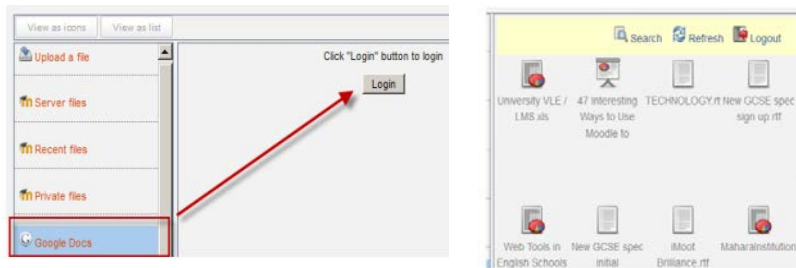 View as icons View as list
Upload a file
Click "Login" button to login
Login
Server files
Recent files
Private files
Google Docs
Search Refresh Logout
University VLE / 47 Interesting TECHNOLOGY.rt New GCSE spec
LMS.xls Ways to Use sign up.rtf
Moodle to
Web Tools in New GCSE spec iMoot MaharaInstitution
English Schools initial Brilliance.rtf